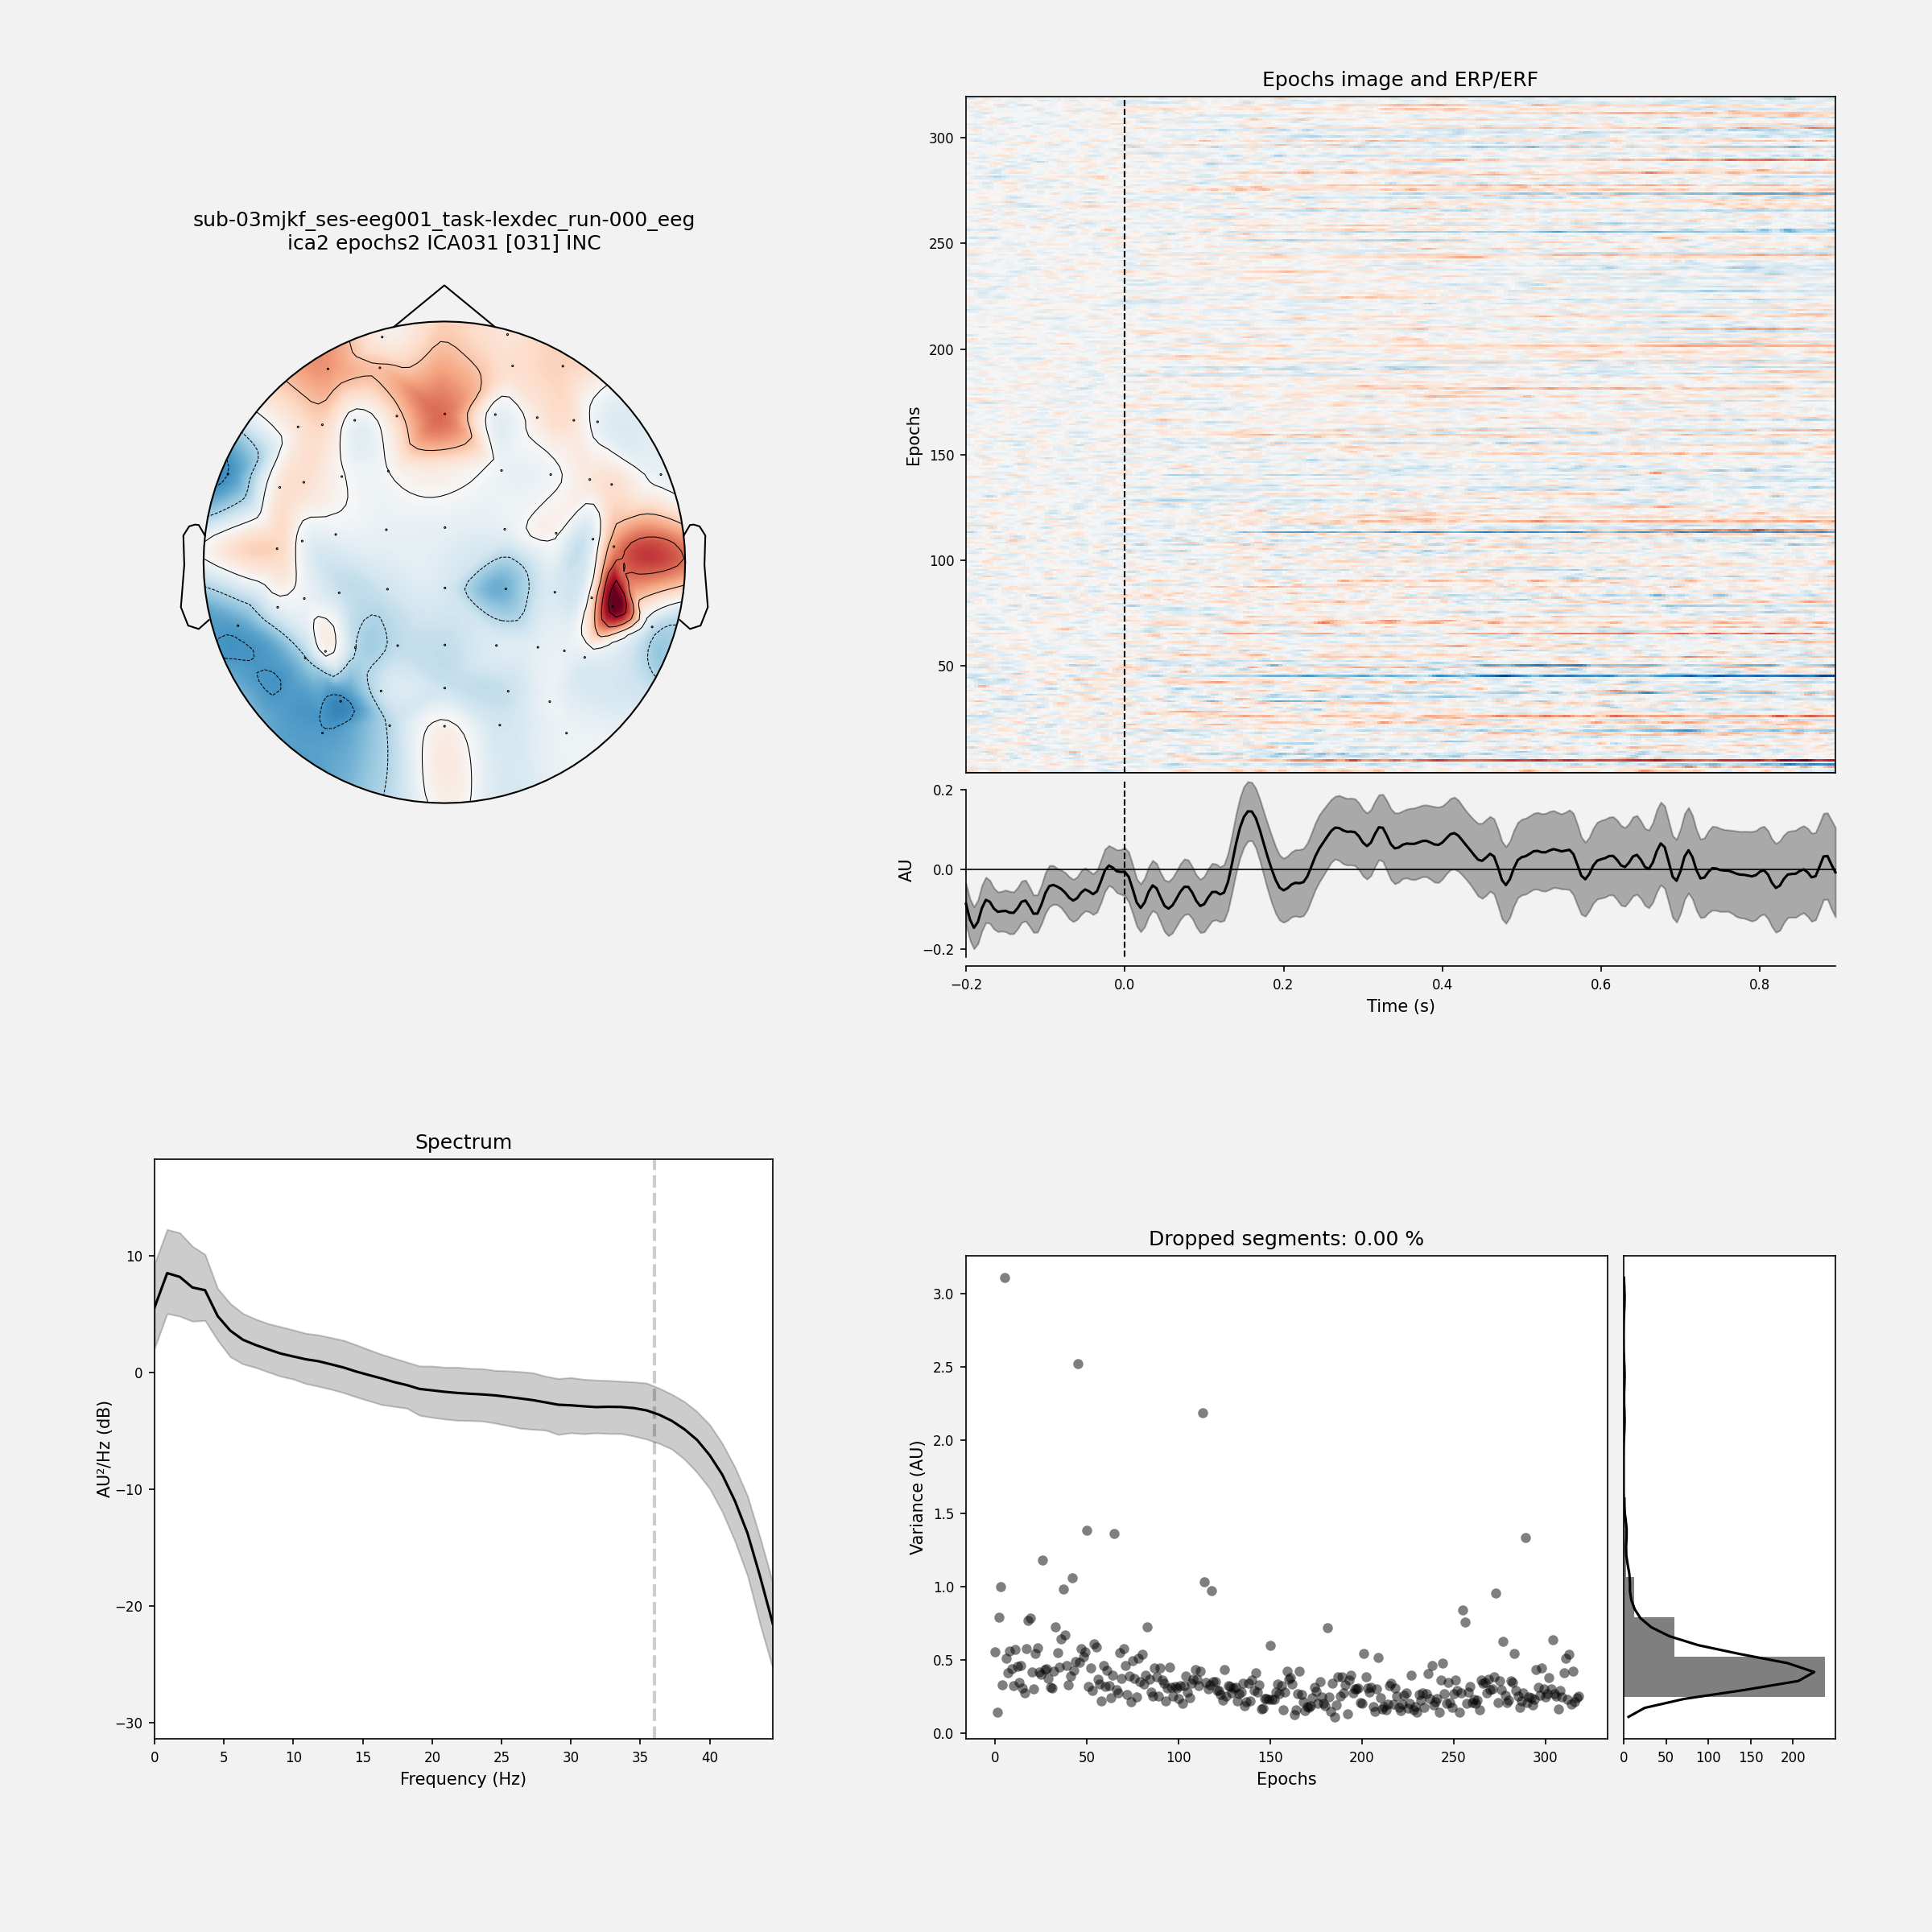 sub-03mjkf_ses-eeg001_task-lexdec_run-000_eeg
ica2 epochs2 ICA031 [031] INC
Epochs image and ERP/ERF
300
250
200
150
100
50
Epochs
0.2
0.0
−0.2
AU
−0.2 0.0 0.2 0.4 0.6 0.8
Time (s)
Spectrum
10
0
−10
−20
−30
AU²/Hz (dB)
0 5 10 15 20 25 30 35 40
Frequency (Hz)
Dropped segments: 0.00 %
3.0
2.5
2.0
1.5
1.0
0.5
0.0
Variance (AU)
0 50 100 150 200 250 300
Epochs
0 50 100 150 200